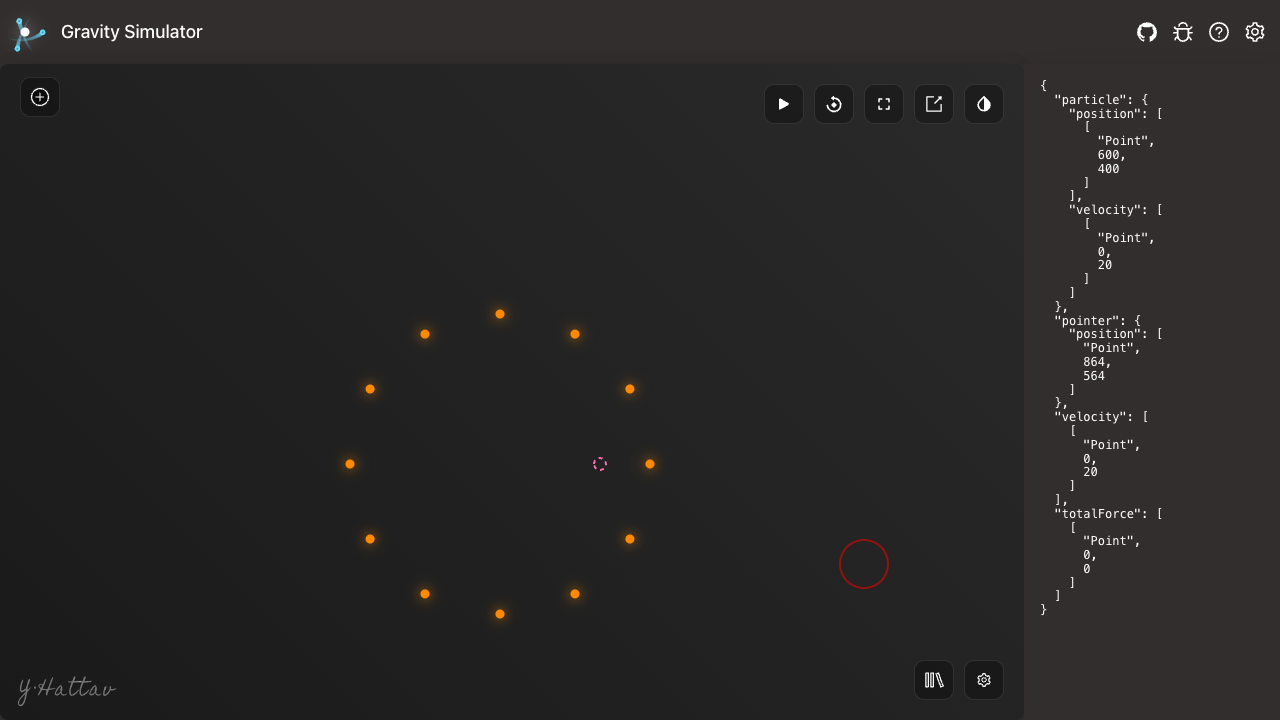 Gravity Simulator
{
"particle": {
"position": [
[
"Point",
600,
400
]
],
"velocity": [
[
"Point",
0,
20
]
]
},
"pointer": {
"position": [
"Point",
864,
564
]
},
"velocity": [
[
"Point",
0,
20
]
],
"totalForce": [
[
"Point",
0,
0
]
]
}
Y·Hattav